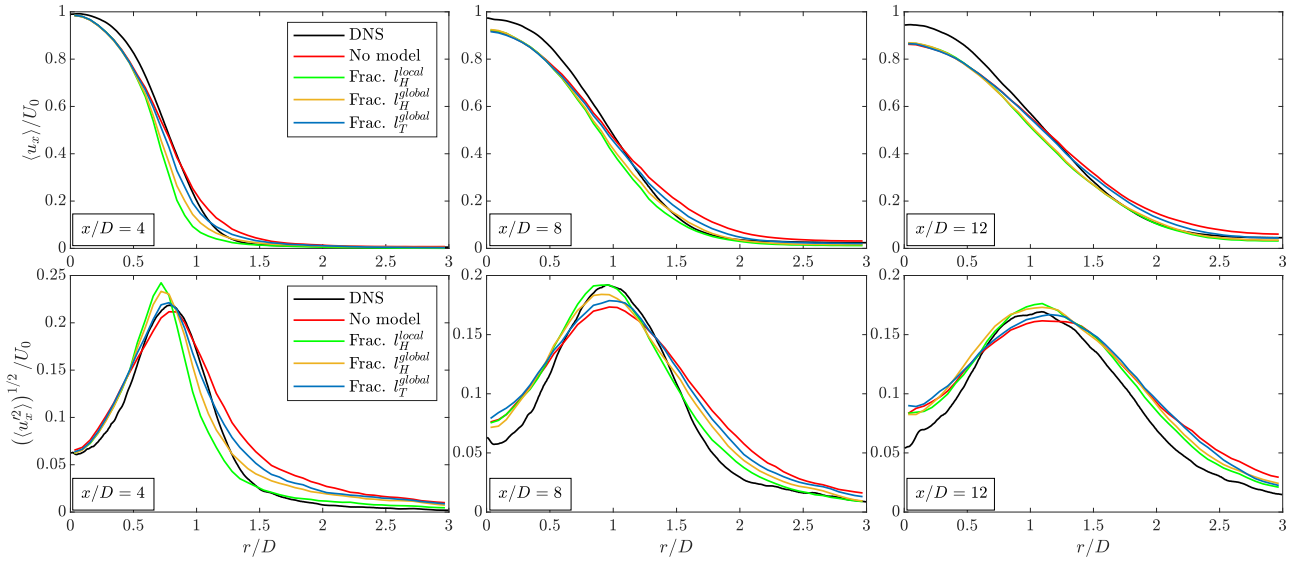 ⟨u_x⟩/U_0
1
0.8
0.6
0.4
0.2
0
DNS
No model
Frac. l_H^{local}
Frac. l_H^{global}
Frac. l_T^{global}
x/D = 4
0 0.5 1 1.5 2 2.5 3
1
0.8
0.6
0.4
0.2
0
x/D = 8
0 0.5 1 1.5 2 2.5 3
1
0.8
0.6
0.4
0.2
0
x/D = 12
0 0.5 1 1.5 2 2.5 3
(⟨u_x'^2⟩)^{1/2}/U_0
0.25
0.2
0.15
0.1
0.05
0
DNS
No model
Frac. l_H^{local}
Frac. l_H^{global}
Frac. l_T^{global}
x/D = 4
0 0.5 1 1.5 2 2.5 3
r/D
0.2
0.15
0.1
0.05
0
x/D = 8
0 0.5 1 1.5 2 2.5 3
r/D
0.2
0.15
0.1
0.05
0
x/D = 12
0 0.5 1 1.5 2 2.5 3
r/D